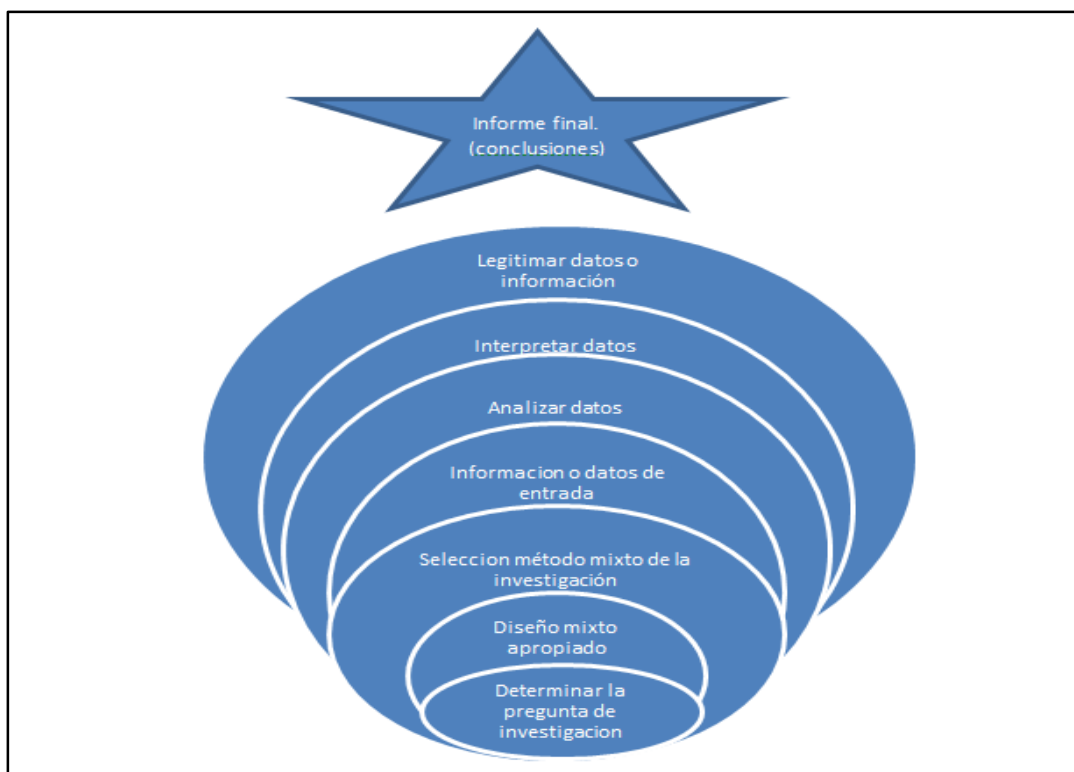 Informe final.
(conclusiones)
Legitimar datos o
información
Interpretar datos
Analizar datos
Informacion o datos de
entrada
Seleccion método mixto de la
investigación
Diseño mixto
apropiado
Determinar la
pregunta de
investigacion